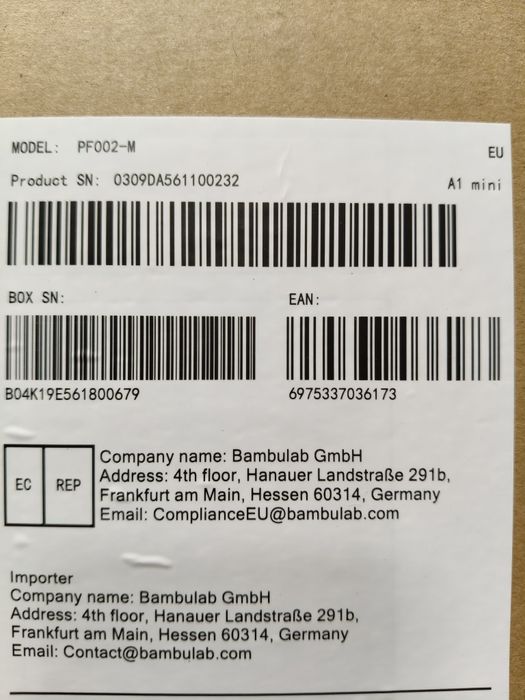 MODEL: PF002-M
EU
Product SN: 0309DA561100232
A1 mini
BOX SN:
EAN:
B04K19E561800679
6975337036173
EC REP
Company name: Bambulab GmbH
Address: 4th floor, Hanauer Landstraße 291b,
Frankfurt am Main, Hessen 60314, Germany
Email: ComplianceEU@bambulab.com
Importer
Company name: Bambulab GmbH
Address: 4th floor, Hanauer Landstraße 291b,
Frankfurt am Main, Hessen 60314, Germany
Email: Contact@bambulab.com